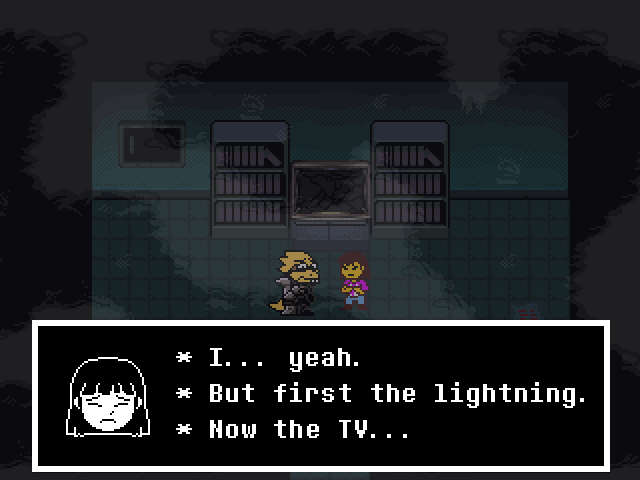 * I... yeah.
* But first the lightning.
* Now the TV...